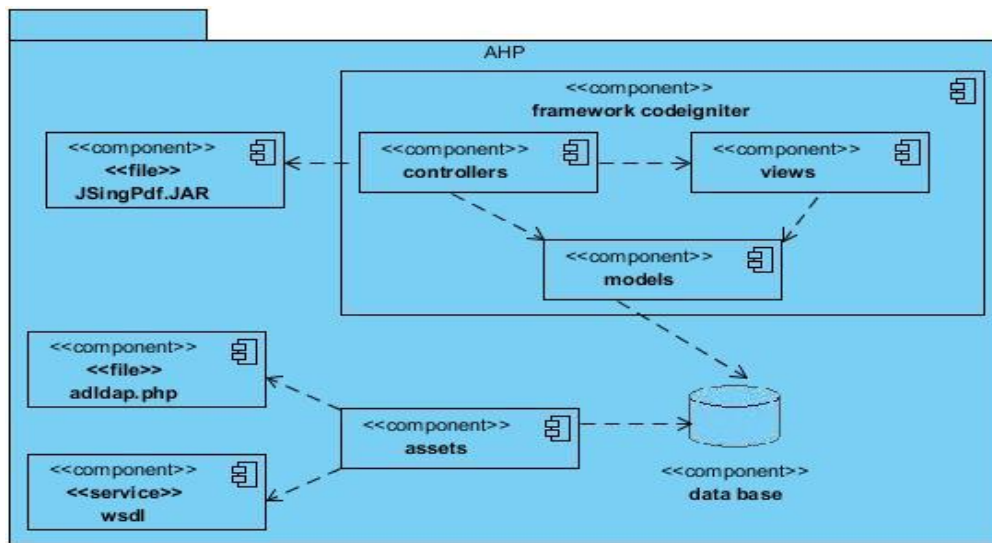 AHP
<<component>>
framework codeigniter
<<component>>
<<file>>
JSingPdf.JAR
<<component>>
controllers
<<component>>
views
<<component>>
models
<<component>>
<<file>>
adldap.php
<<component>>
assets
<<component>>
<<service>>
wsdl
<<component>>
data base